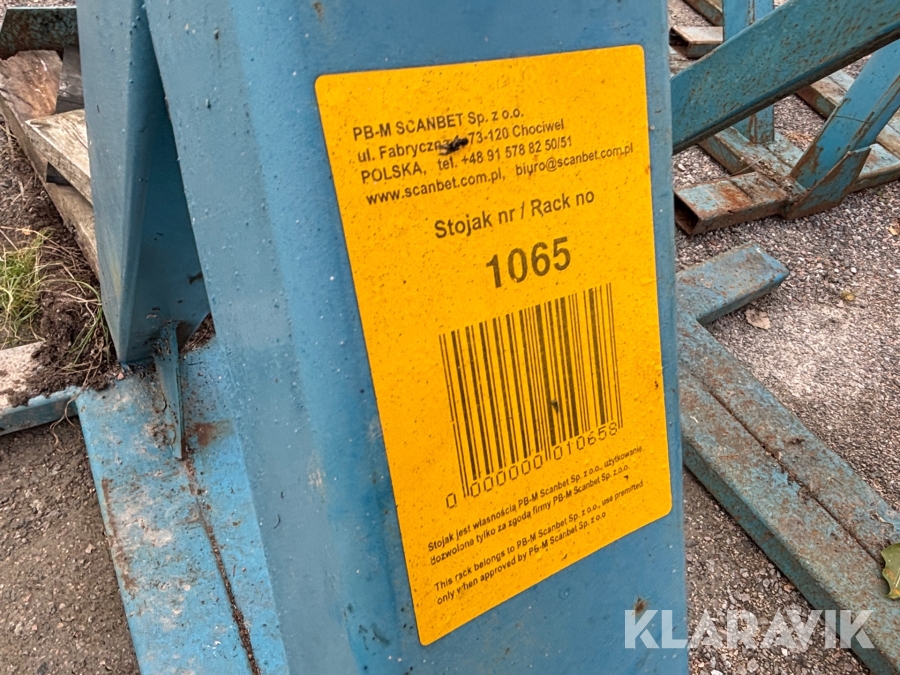 PB-M SCANBET Sp. z o.o.
ul. Fabryczna 73-120 Chociwel
POLSKA, tel. +48 91 578 82 50/51
www.scanbet.com.pl, biuro@scanbet.com.pl
Stojak nr / Rack no
1065
0 000000 010658
Stojak jest własnością PB-M Scanbet Sp. z o.o., użytkowanie
dozwolone tylko za zgodą firmy PB-M Scanbet Sp. z o.o.
This rack belongs to PB-M Scanbet Sp. z o.o., use premitted
only when approved by PB-M Scanbet Sp. z o.o
KLARAVIK